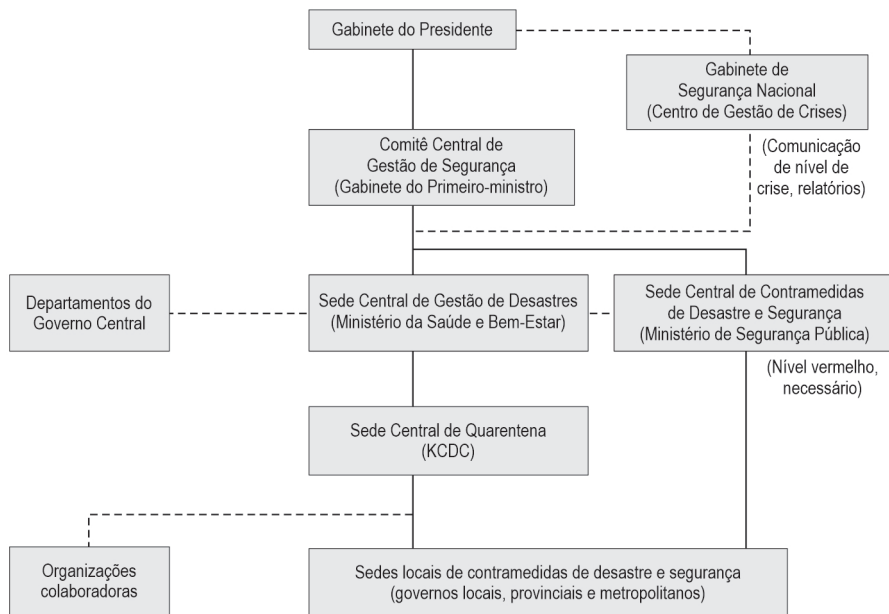 Gabinete do Presidente
Gabinete de
Segurança Nacional
(Centro de Gestão de Crises)
Comitê Central de
Gestão de Segurança
(Gabinete do Primeiro-ministro)
(Comunicação
de nível de
crise, relatórios)
Departamentos do
Governo Central
Sede Central de Gestão de Desastres
(Ministério da Saúde e Bem-Estar)
Sede Central de Contramedidas
de Desastre e Segurança
(Ministério de Segurança Pública)
(Nível vermelho,
necessário)
Sede Central de Quarentena
(KCDC)
Organizações
colaboradoras
Sedes locais de contramedidas de desastre e segurança
(governos locais, provinciais e metropolitanos)